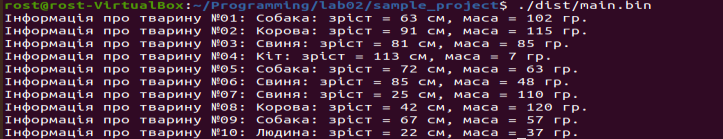 rost@rost-VirtualBox:~/Programming/lab02/sample_project$ ./dist/main.bin
Інформація про тварину №01: Собака: зріст = 63 см, маса = 102 гр.
Інформація про тварину №02: Корова: зріст = 91 см, маса = 115 гр.
Інформація про тварину №03: Свиня: зріст = 81 см, маса = 85 гр.
Інформація про тварину №04: Кіт: зріст = 113 см, маса = 7 гр.
Інформація про тварину №05: Собака: зріст = 72 см, маса = 63 гр.
Інформація про тварину №06: Свиня: зріст = 85 см, маса = 48 гр.
Інформація про тварину №07: Свиня: зріст = 25 см, маса = 110 гр.
Інформація про тварину №08: Корова: зріст = 42 см, маса = 120 гр.
Інформація про тварину №09: Собака: зріст = 67 см, маса = 57 гр.
Інформація про тварину №10: Людина: зріст = 22 см, маса = 37 гр.